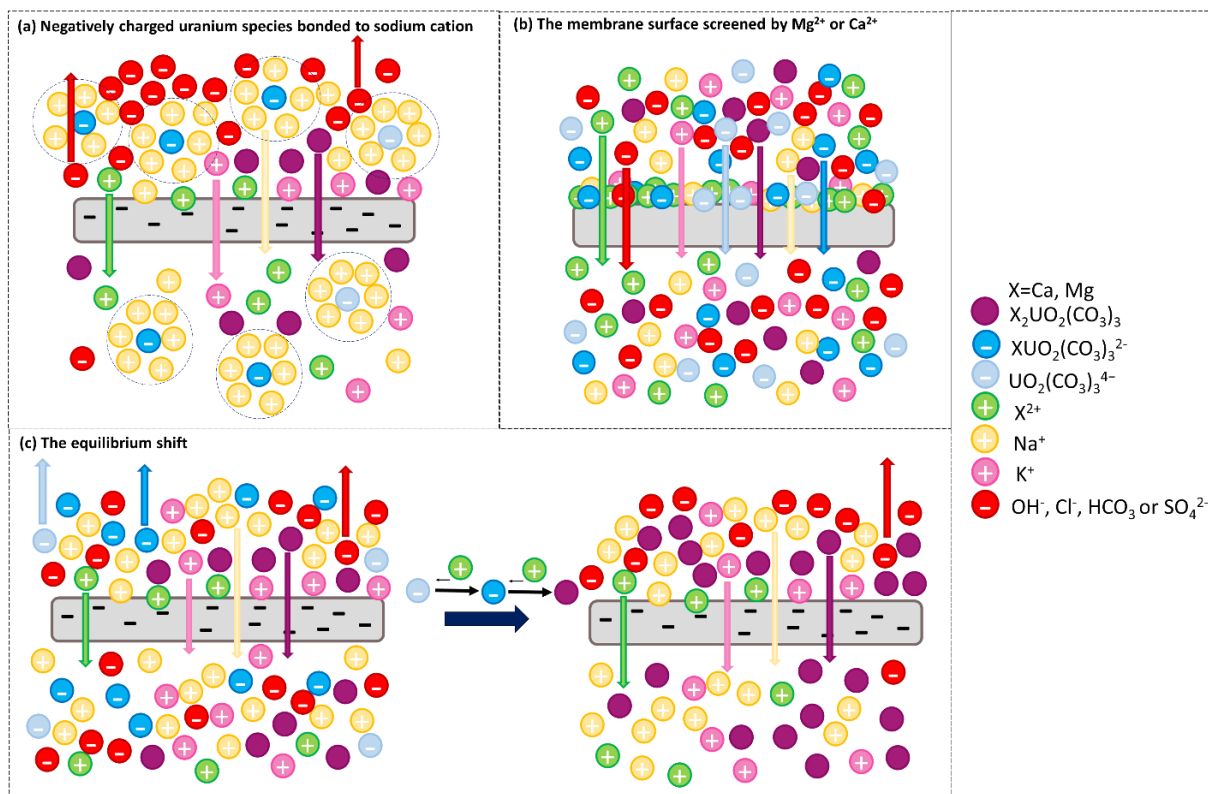 (a) Negatively charged uranium species bonded to sodium cation
(b) The membrane surface screened by Mg²⁺ or Ca²⁺
(c) The equilibrium shift
X=Ca, Mg
X₂UO₂(CO₃)₃
XUO₂(CO₃)₃²⁻
UO₂(CO₃)₃⁴⁻
X²⁺
Na⁺
K⁺
OH⁻, Cl⁻, HCO₃ or SO₄²⁻